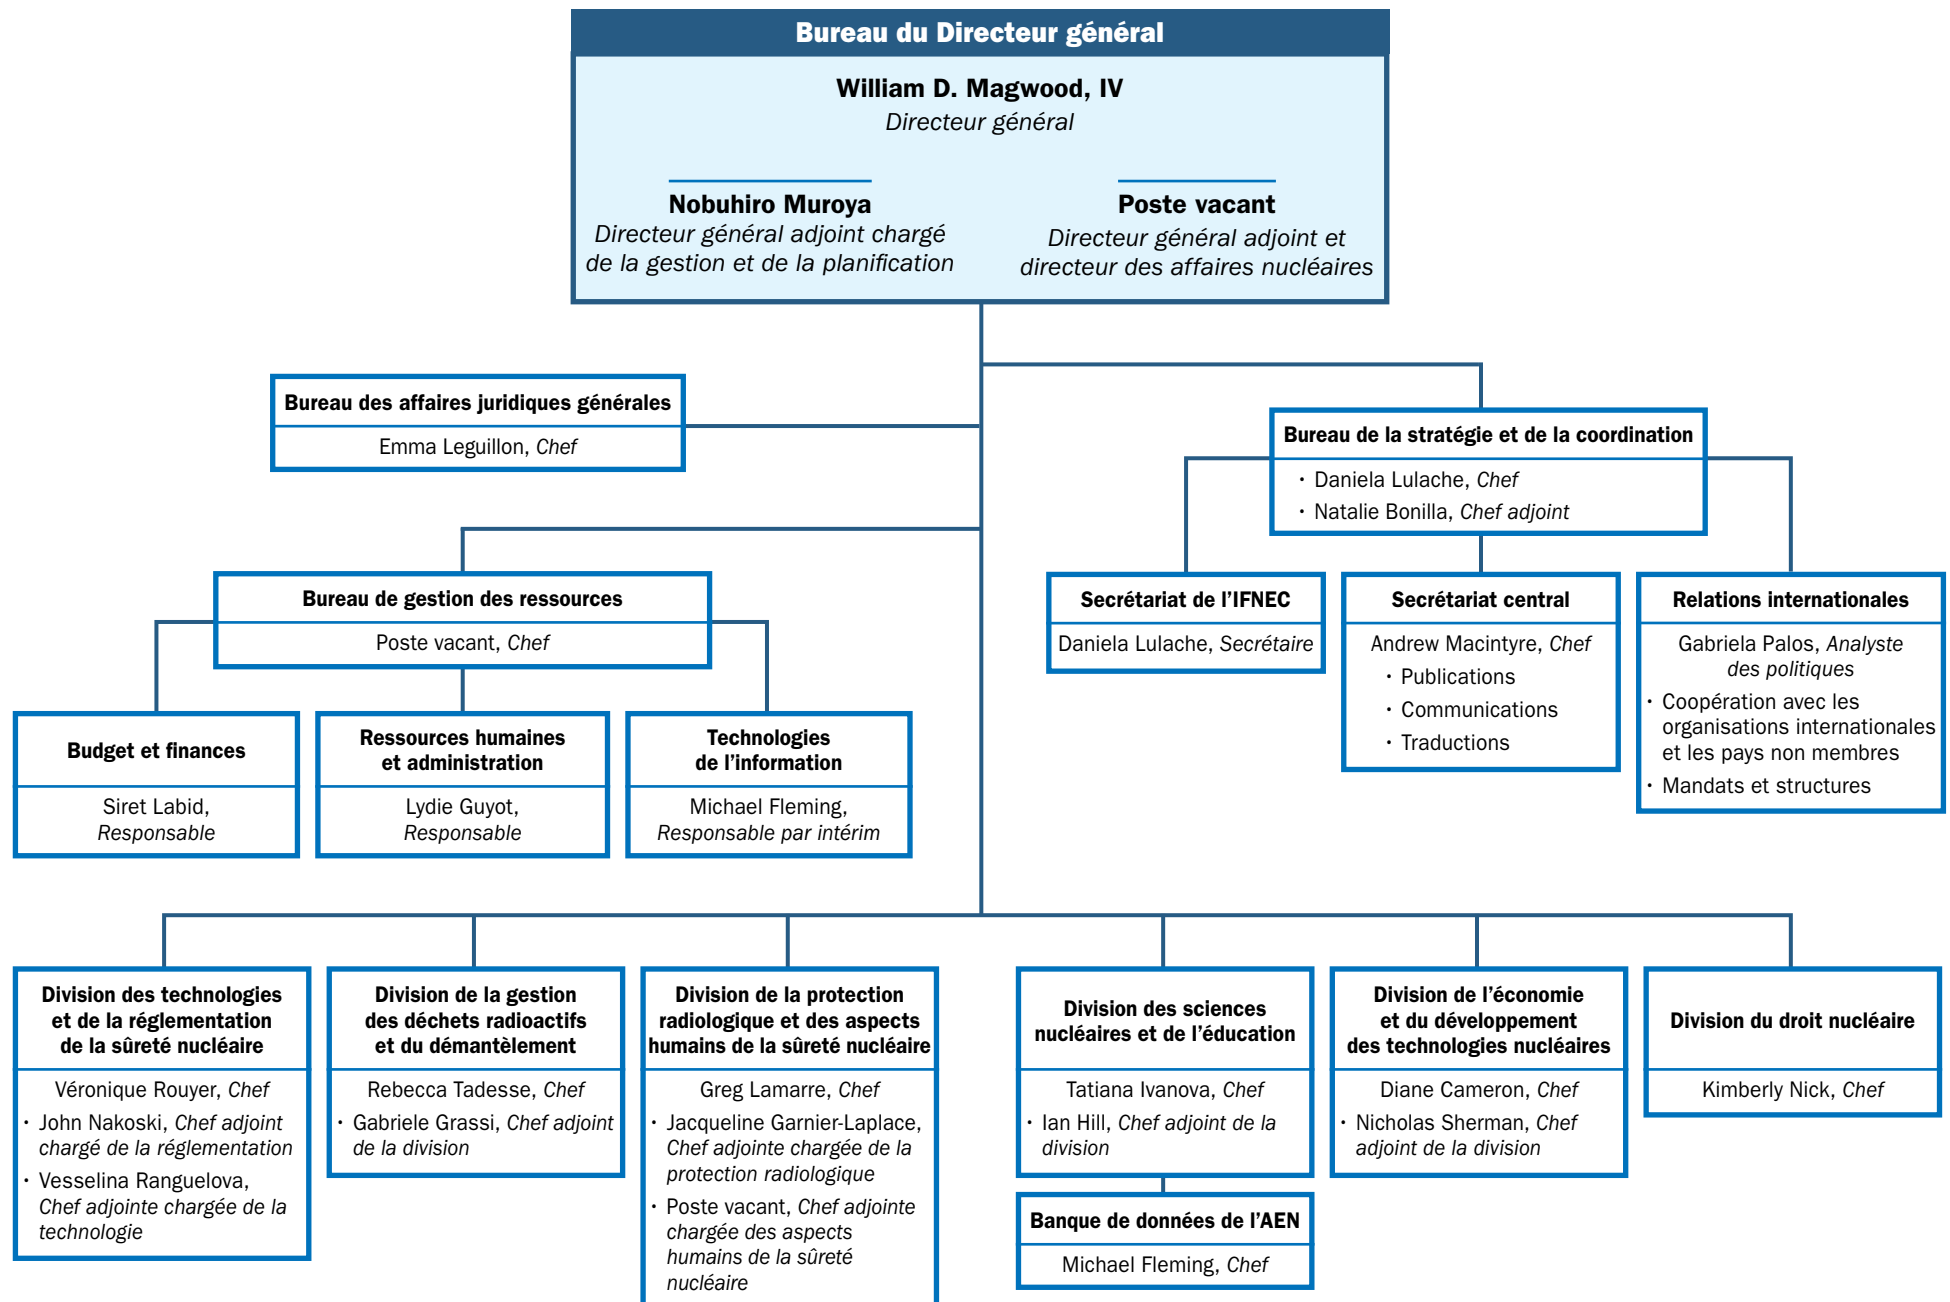 Bureau du Directeur général
William D. Magwood, IV
Directeur général
Nobuhiro Muroya
Directeur général adjoint chargé
de la gestion et de la planification
Poste vacant
Directeur général adjoint et
directeur des affaires nucléaires
Bureau des affaires juridiques générales
Emma Leguillon, Chef
Bureau de la stratégie et de la coordination
• Daniela Lulache, Chef
• Natalie Bonilla, Chef adjoint
Bureau de gestion des ressources
Poste vacant, Chef
Secrétariat de l'IFNEC
Daniela Lulache, Secrétaire
Secrétariat central
Andrew Macintyre, Chef
• Publications
• Communications
• Traductions
Relations internationales
Gabriela Palos, Analyste
des politiques
• Coopération avec les
organisations internationales
et les pays non membres
• Mandats et structures
Budget et finances
Siret Labid,
Responsable
Ressources humaines
et administration
Lydie Guyot,
Responsable
Technologies
de l'information
Michael Fleming,
Responsable par intérim
Division des technologies
et de la réglementation
de la sûreté nucléaire
Véronique Rouyer, Chef
• John Nakoski, Chef adjoint
chargé de la réglementation
• Vesselina Ranguelova,
Chef adjointe chargée de la
technologie
Division de la gestion
des déchets radioactifs
et du démantèlement
Rebecca Tadesse, Chef
• Gabriele Grassi, Chef adjoint
de la division
Division de la protection
radiologique et des aspects
humains de la sûreté nucléaire
Greg Lamarre, Chef
• Jacqueline Garnier-Laplace,
Chef adjointe chargée de la
protection radiologique
• Poste vacant, Chef adjointe
chargée des aspects
humains de la sûreté
nucléaire
Division des sciences
nucléaires et de l'éducation
Tatiana Ivanova, Chef
• Ian Hill, Chef adjoint de la
division
Banque de données de l'AEN
Michael Fleming, Chef
Division de l'économie
et du développement
des technologies nucléaires
Diane Cameron, Chef
• Nicholas Sherman, Chef
adjoint de la division
Division du droit nucléaire
Kimberly Nick, Chef